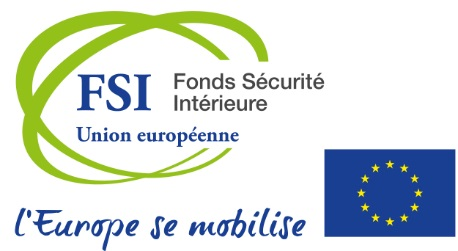 FSI Fonds Sécurité
Intérieure
Union européenne
l'Europe se mobilise